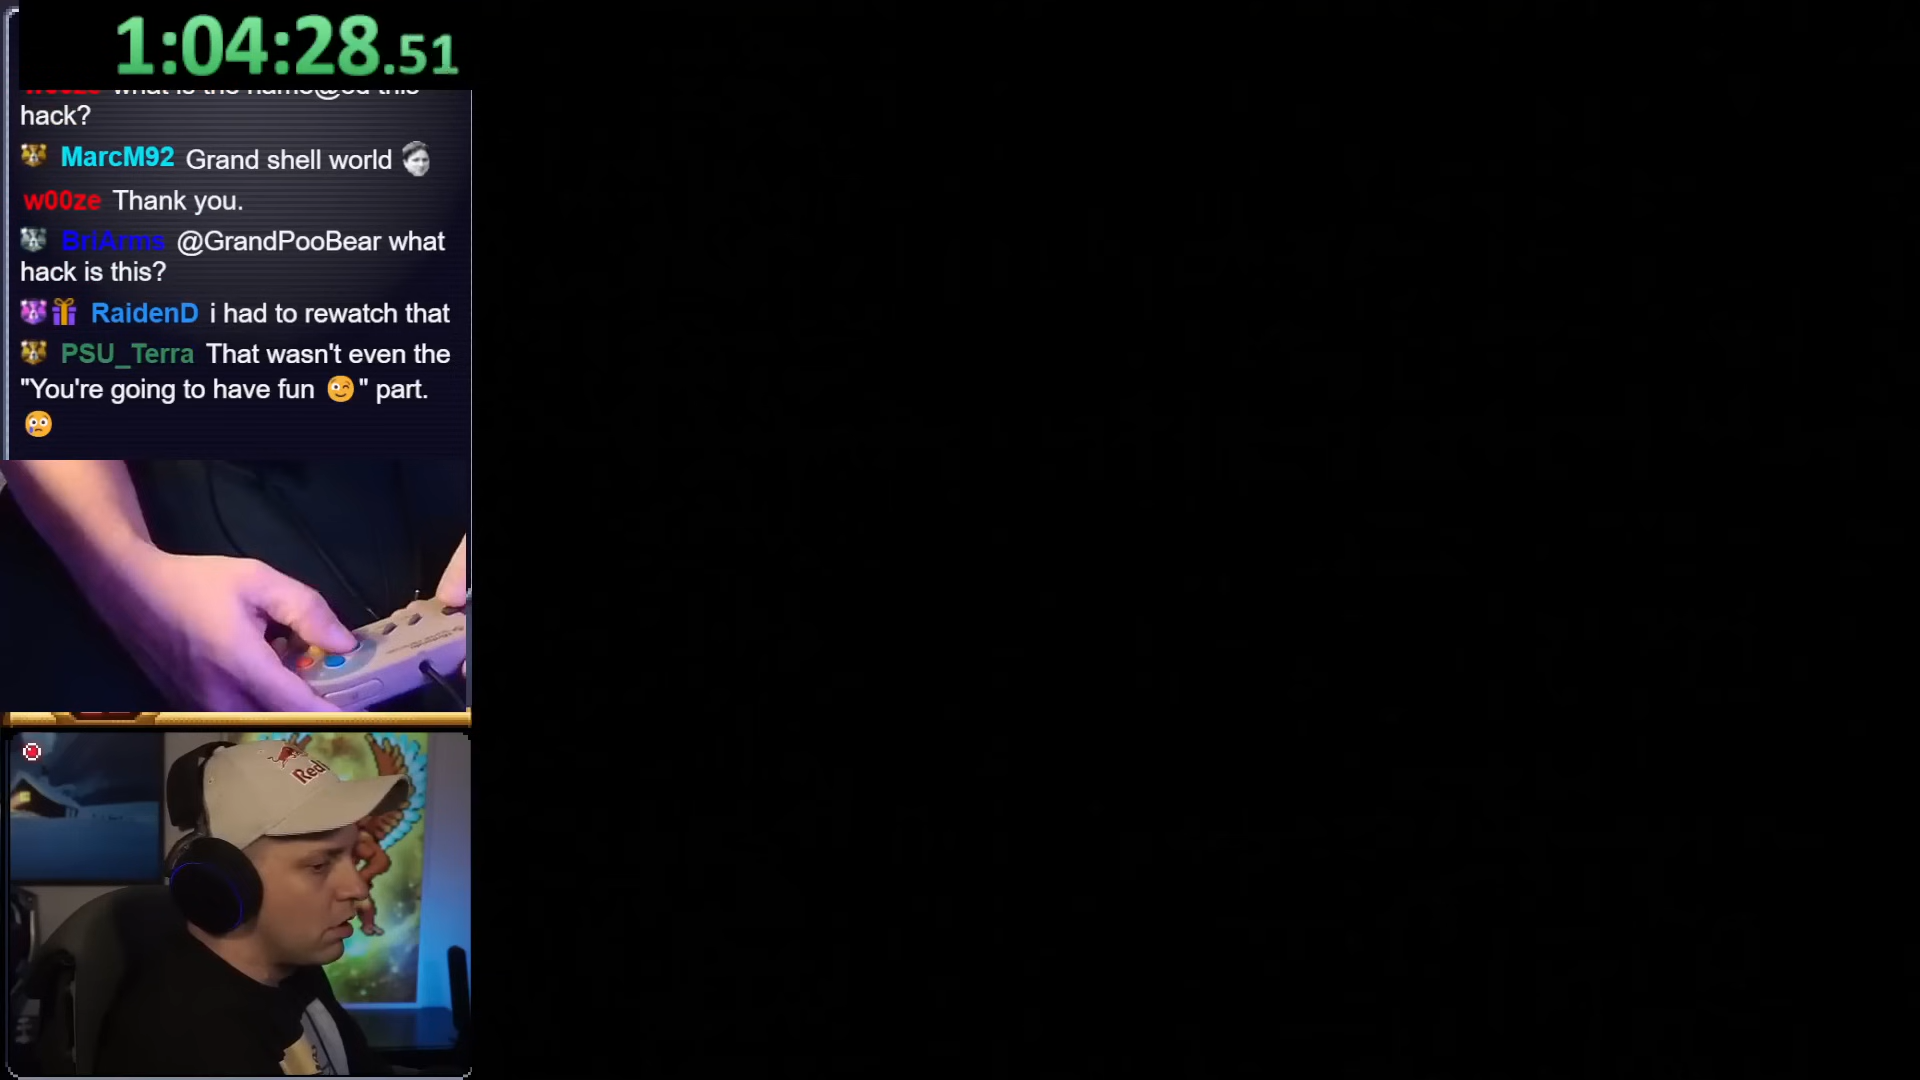 1:04:28.51
hack?
MarcM92 Grand shell world
w00ze Thank you.
BriArms @GrandPooBear what
hack is this?
RaidenD i had to rewatch that
PSU_Terra That wasn't even the
"You're going to have fun 😉" part.
😢
Red